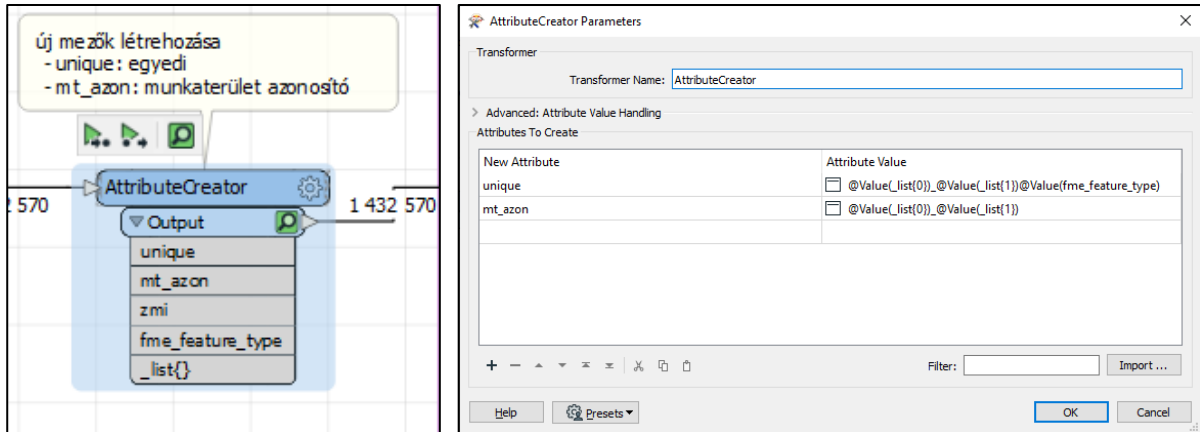 új mezők létrehozása
- unique: egyedi
- mt_azon: munkaterület azonosító
AttributeCreator
570
1 432 570
Output
unique
mt_azon
zmi
fme_feature_type
_list{}
AttributeCreator Parameters
Transformer
Transformer Name: AttributeCreator
Advanced: Attribute Value Handling
Attributes To Create
New Attribute Attribute Value
unique @Value(_list{0})_@Value(_list{1})@Value(fme_feature_type)
mt_azon @Value(_list{0})_@Value(_list{1})
Filter: Import ...
Help Presets OK Cancel